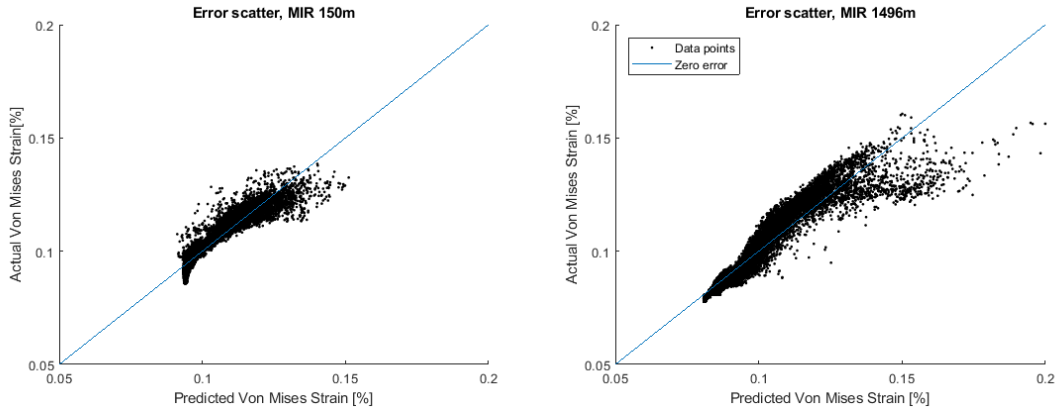 Error scatter, MIR 150m
0.2
0.15
0.1
0.05
0.05
0.1
0.15
0.2
Actual Von Mises Strain[%]
Predicted Von Mises Strain [%]
Error scatter, MIR 1496m
Data points
Zero error
0.2
0.15
0.1
0.05
0.05
0.1
0.15
0.2
Actual Von Mises Strain [%]
Predicted Von Mises Strain [%]